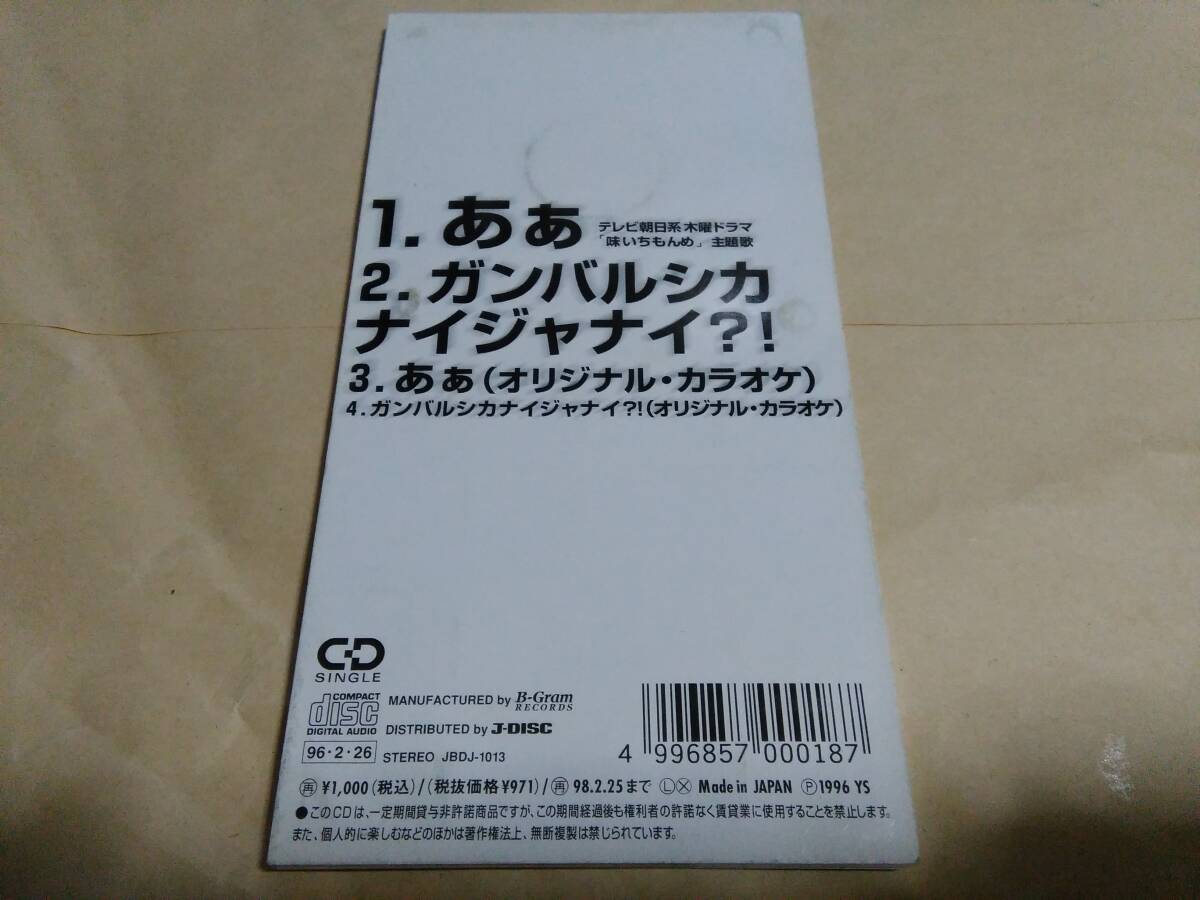 1. あぁ テレビ朝日系 木曜ドラマ
「味いちもんめ」主題歌
2. ガンバルシカ
ナイジャナイ?!
3. あぁ(オリジナル・カラオケ)
4. ガンバルシカナイジャナイ?!(オリジナル・カラオケ)
CD
SINGLE
COMPACT
disc
DIGITAL AUDIO
MANUFACTURED by B-Gram
RECORDS
DISTRIBUTED by J-DISC
96・2・26 STEREO JBDJ-1013
4 996857 000187
再 ¥1,000(税込)/(税抜価格¥971)/再 98.2.25まで Ⓛ Ⓧ Made in JAPAN Ⓟ1996 YS
●このCDは、一定期間貸与非許諾商品ですが、この期間経過後も権利者の許諾なく賃貸業に使用することを禁止します。
また、個人的に楽しむなどのほかは著作権法上、無断複製は禁じられています。